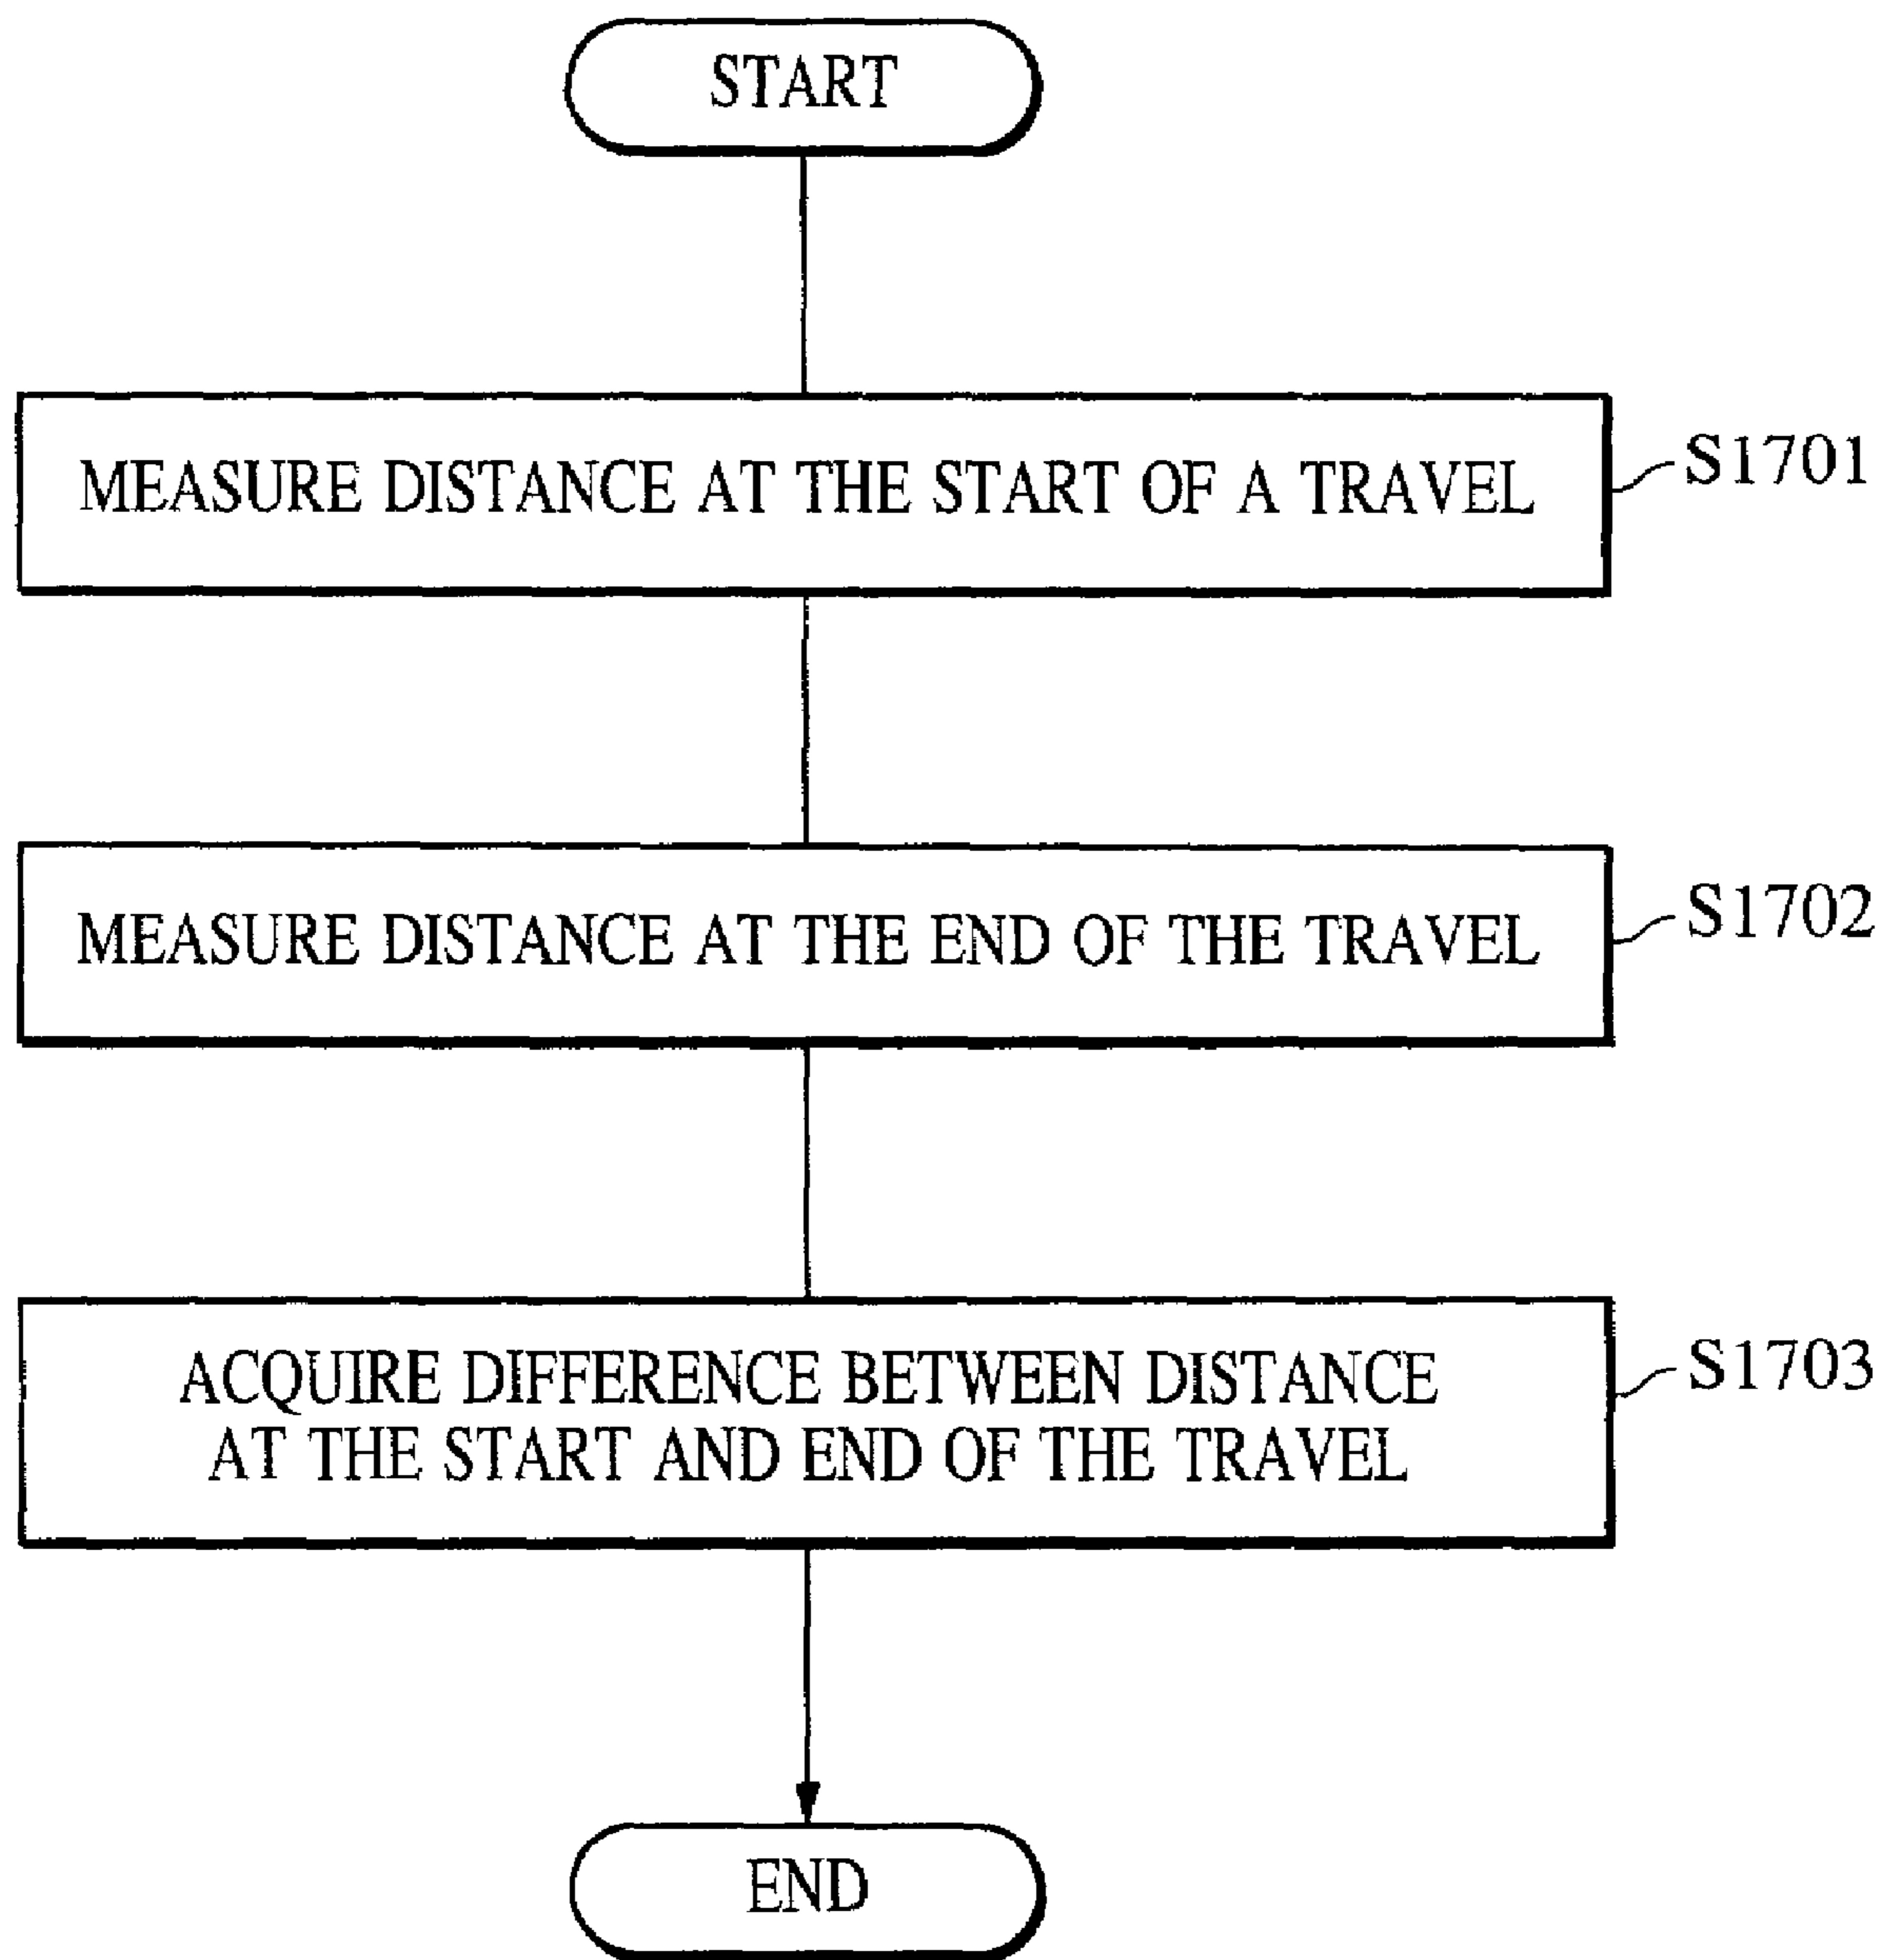 START
MEASURE DISTANCE AT THE START OF A TRAVEL
S1701
MEASURE DISTANCE AT THE END OF THE TRAVEL
S1702
ACQUIRE DIFFERENCE BETWEEN DISTANCE
AT THE START AND END OF THE TRAVEL
S1703
END